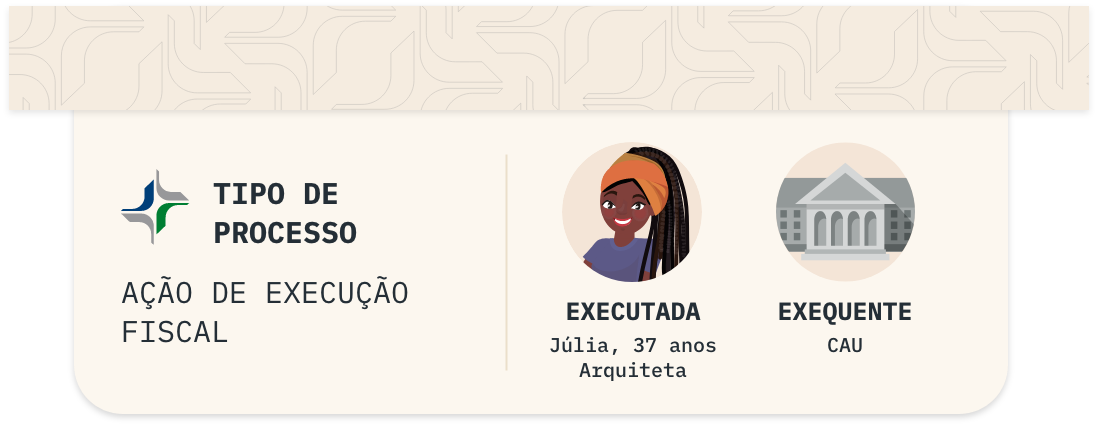 TIPO DE
PROCESSO
AÇÃO DE EXECUÇÃO
FISCAL
EXECUTADA
Júlia, 37 anos
Arquiteta
EXEQUENTE
CAU